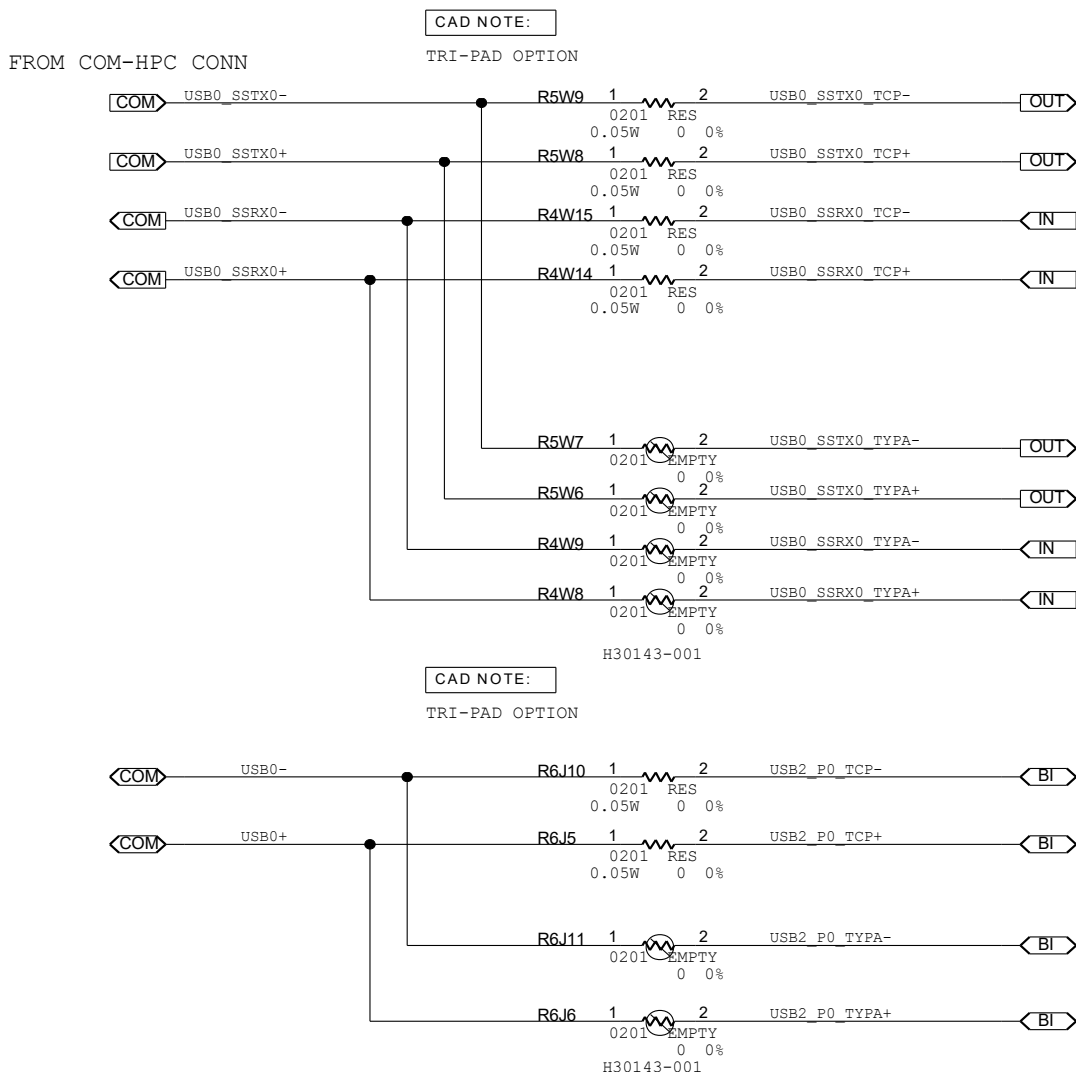 CAD NOTE:
TRI-PAD OPTION
FROM COM-HPC CONN
COM USB0_SSTX0- R5W9 1 2 USB0_SSTX0_TCP- OUT
0201 RES
0.05W 0 0%
COM USB0_SSTX0+ R5W8 1 2 USB0_SSTX0_TCP+ OUT
0201 RES
0.05W 0 0%
COM USB0_SSRX0- R4W15 1 2 USB0_SSRX0_TCP- IN
0201 RES
0.05W 0 0%
COM USB0_SSRX0+ R4W14 1 2 USB0_SSRX0_TCP+ IN
0201 RES
0.05W 0 0%
R5W7 1 2 USB0_SSTX0_TYPA- OUT
0201 EMPTY
0 0%
R5W6 1 2 USB0_SSTX0_TYPA+ OUT
0201 EMPTY
0 0%
R4W9 1 2 USB0_SSRX0_TYPA- IN
0201 EMPTY
0 0%
R4W8 1 2 USB0_SSRX0_TYPA+ IN
0201 EMPTY
0 0%
H30143-001
CAD NOTE:
TRI-PAD OPTION
COM USB0- R6J10 1 2 USB2_P0_TCP- BI
0201 RES
0.05W 0 0%
COM USB0+ R6J5 1 2 USB2_P0_TCP+ BI
0201 RES
0.05W 0 0%
R6J11 1 2 USB2_P0_TYPA- BI
0201 EMPTY
0 0%
R6J6 1 2 USB2_P0_TYPA+ BI
0201 EMPTY
0 0%
H30143-001